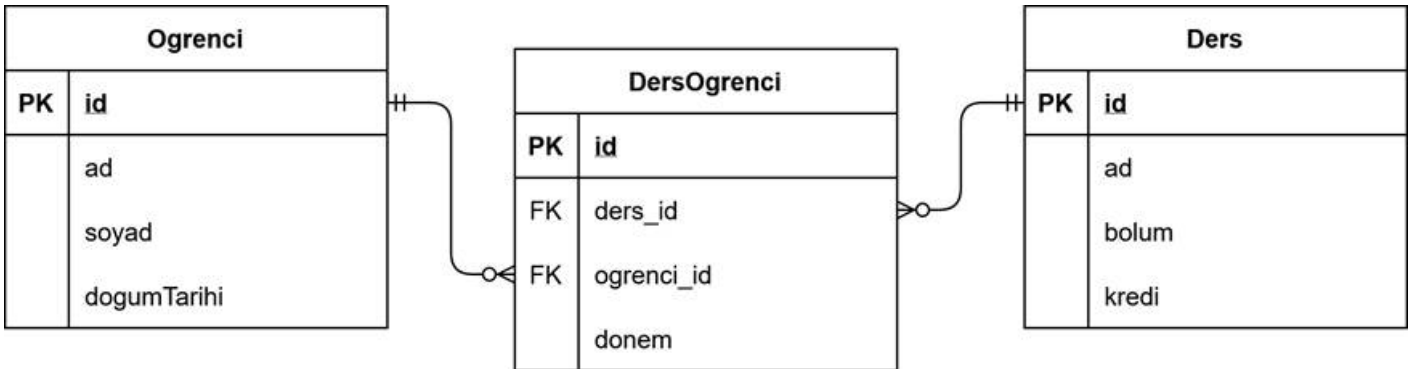 Ogrenci
PK id
ad
soyad
dogumTarihi
DersOgrenci
PK id
FK ders_id
FK ogrenci_id
donem
Ders
PK id
ad
bolum
kredi